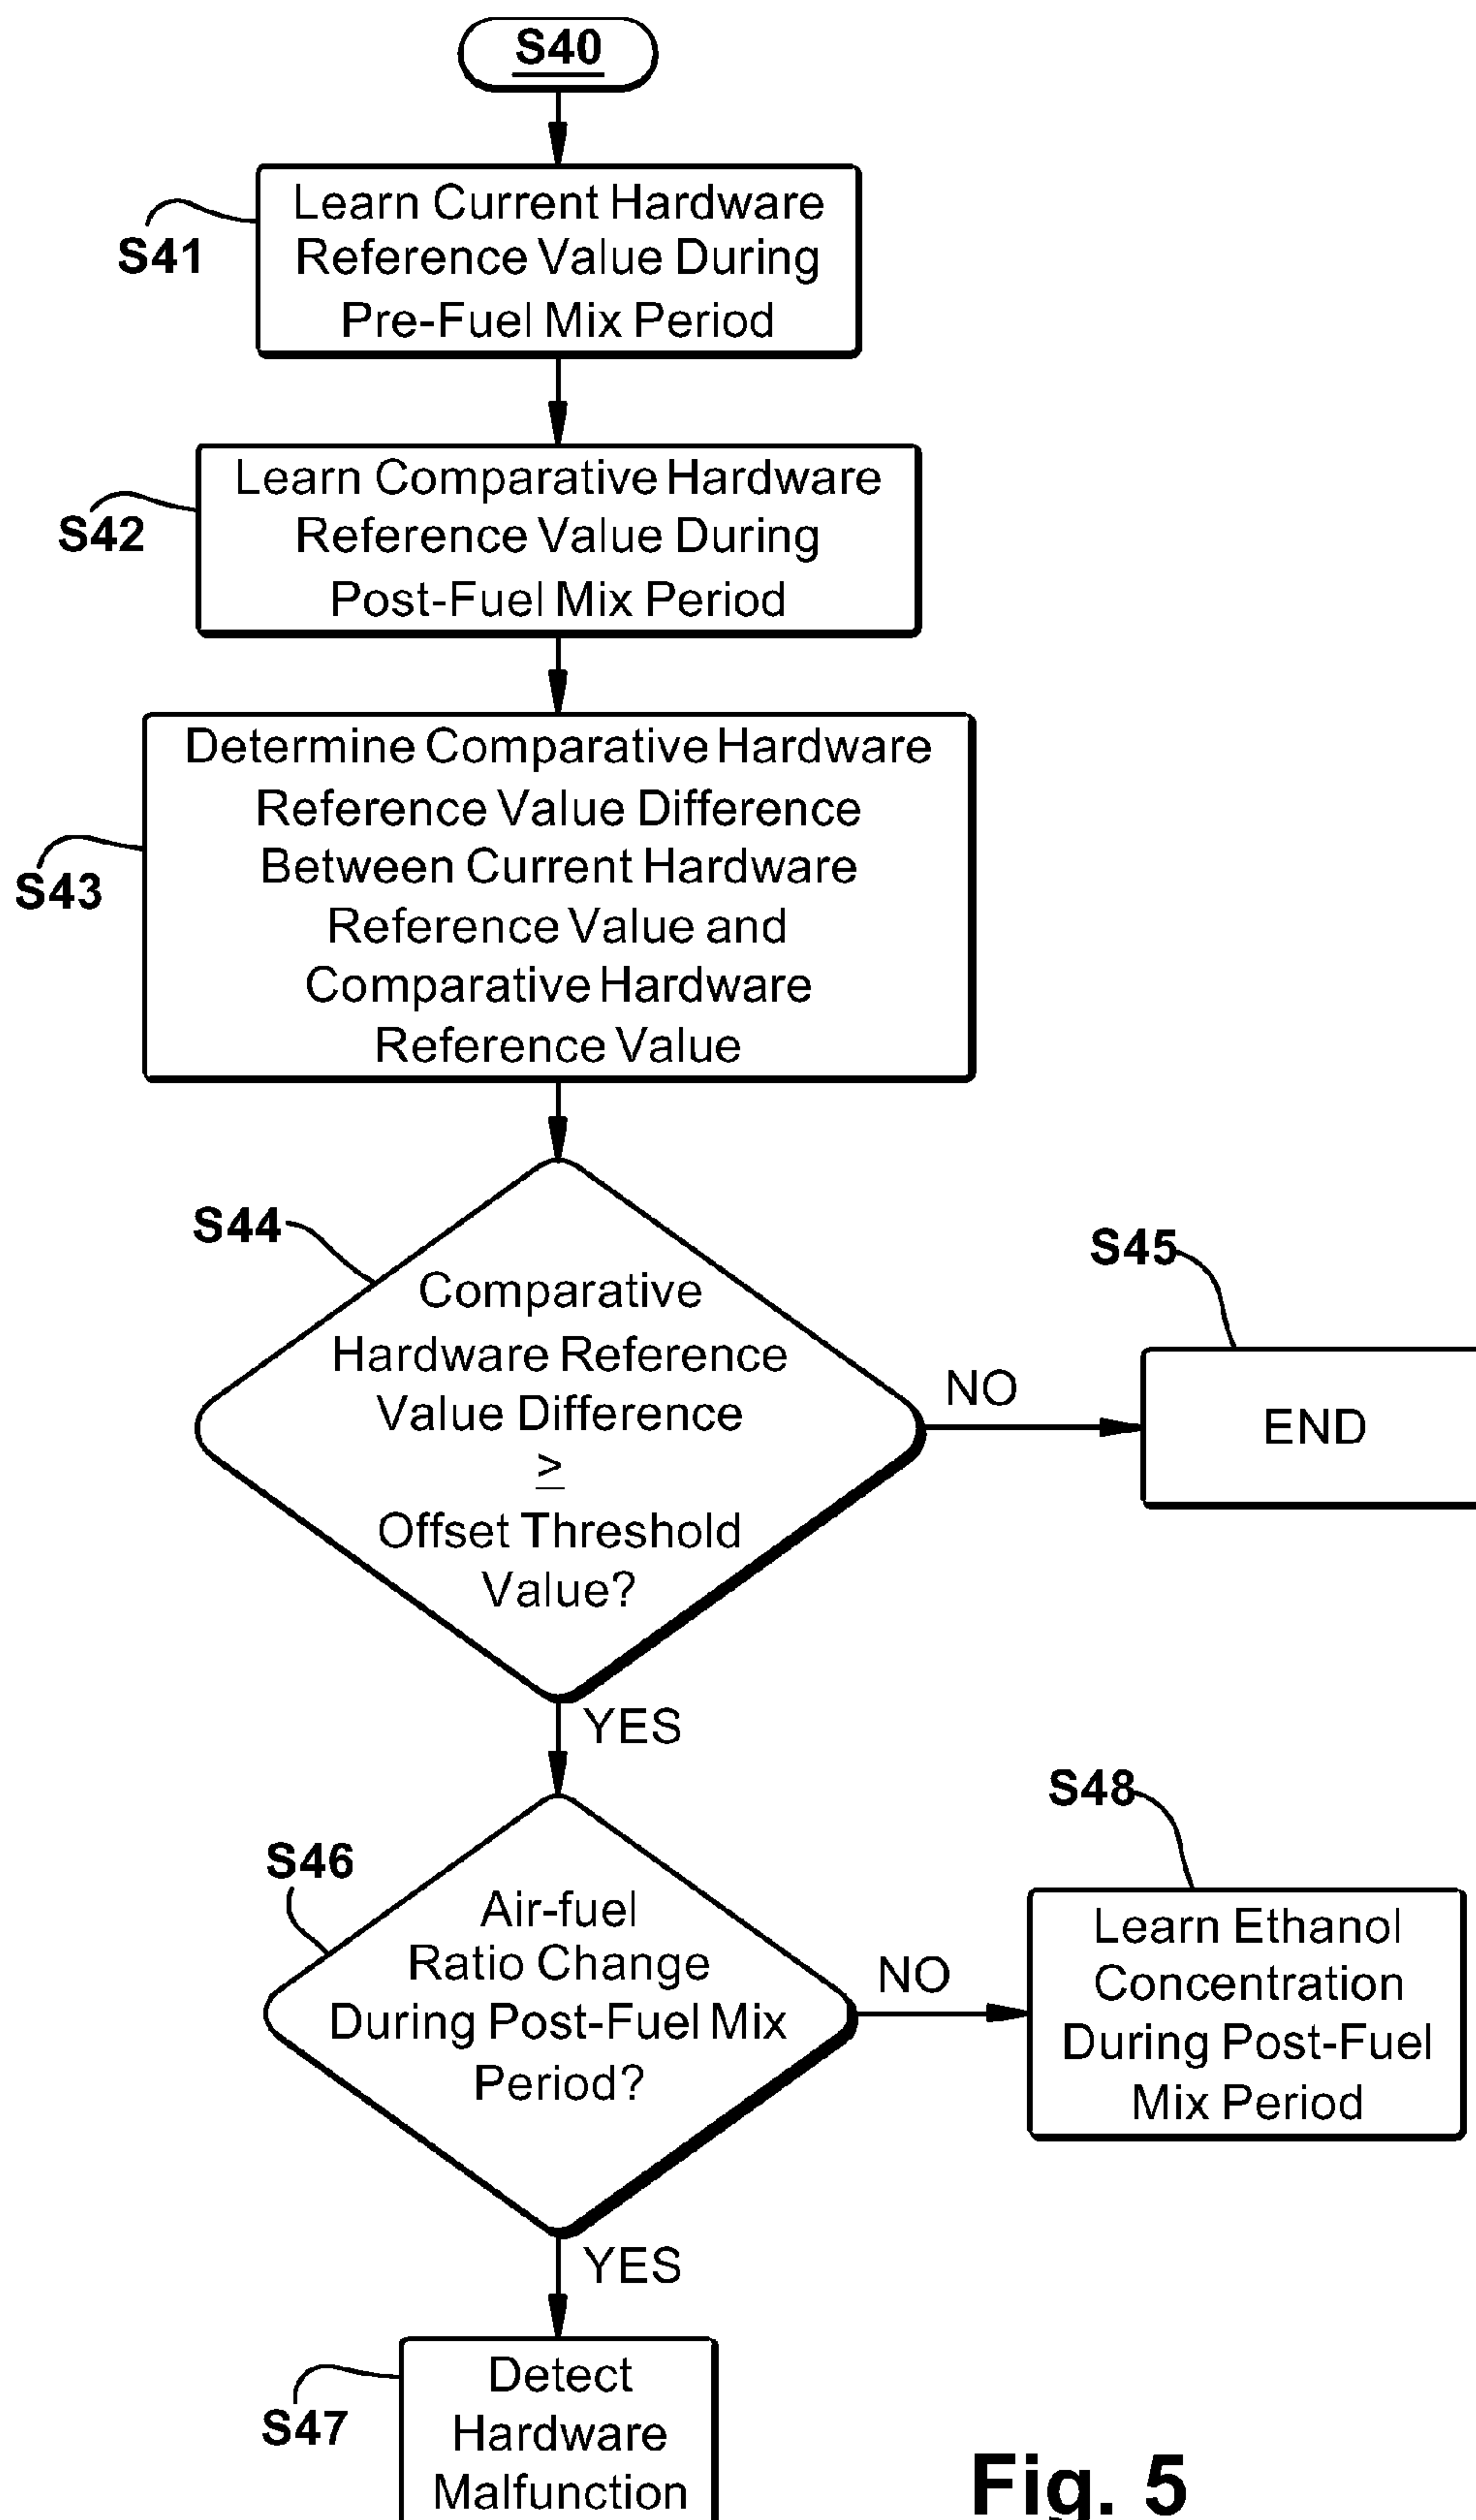 S40
Learn Current Hardware
Reference Value During
Pre-Fuel Mix Period
S41
Learn Comparative Hardware
Reference Value During
Post-Fuel Mix Period
S42
Determine Comparative Hardware
Reference Value Difference
Between Current Hardware
Reference Value and
Comparative Hardware
Reference Value
S43
S44
Comparative
Hardware Reference
Value Difference
≥
Offset Threshold
Value?
NO
S45
END
YES
S46
Air-fuel
Ratio Change
During Post-Fuel Mix
Period?
NO
S48
Learn Ethanol
Concentration
During Post-Fuel
Mix Period
YES
S47
Detect
Hardware
Malfunction
Fig. 5